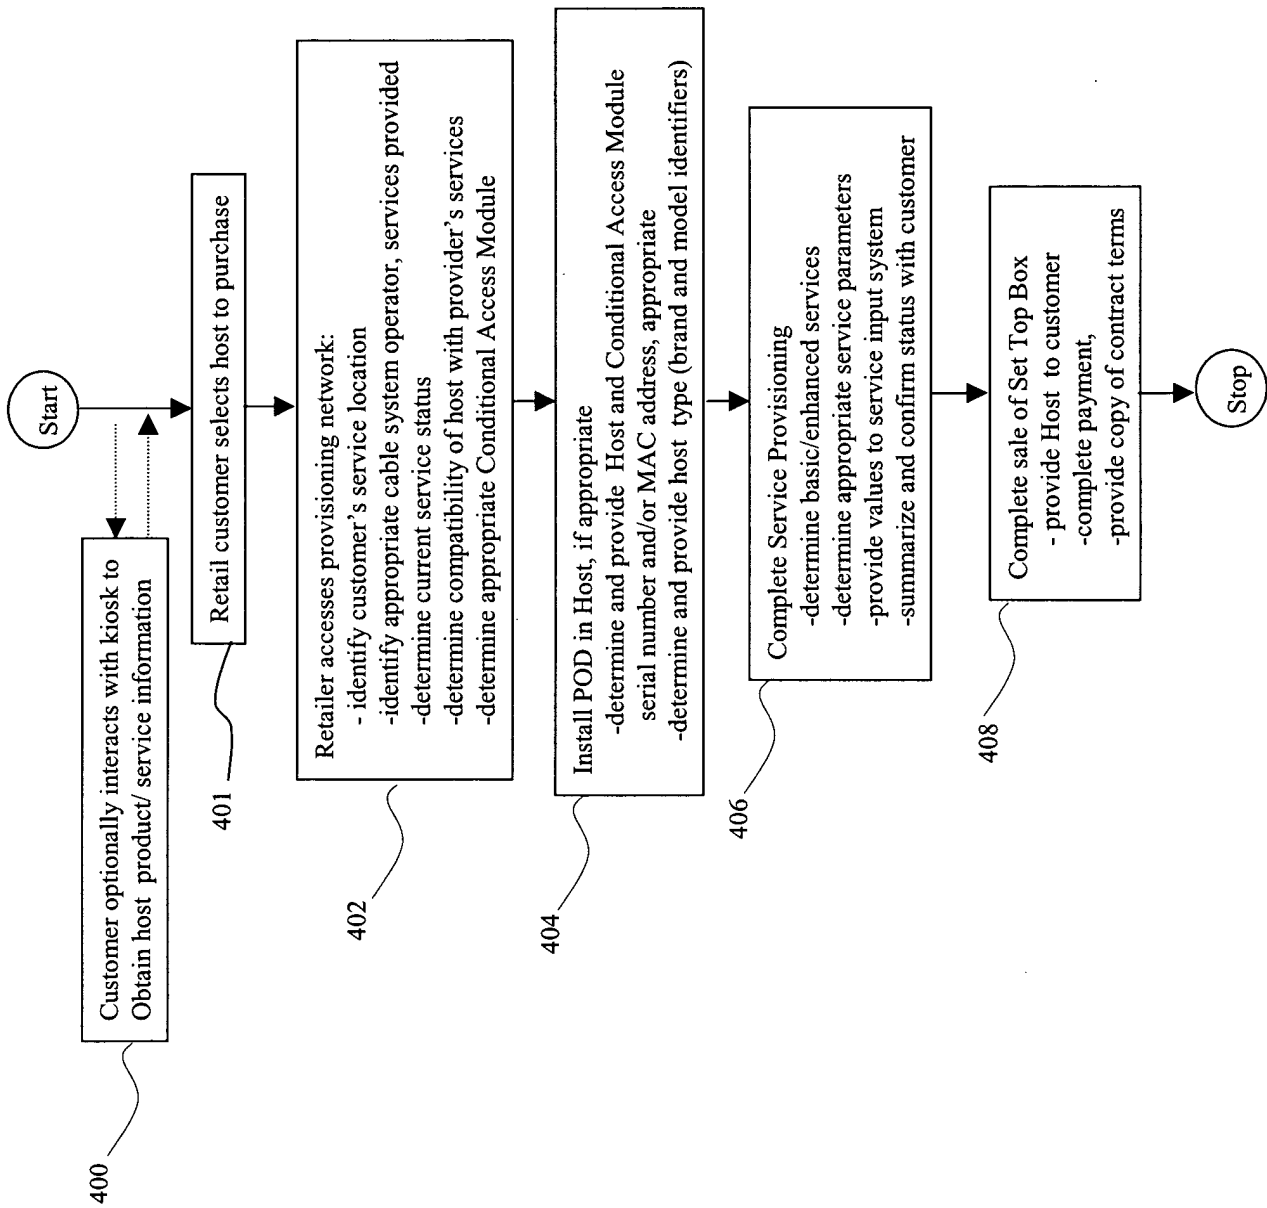 Start
Customer optionally interacts with kiosk to
Obtain host product/ service information
400
Retail customer selects host to purchase
401
Retailer accesses provisioning network:
- identify customer's service location
-identify appropriate cable system operator, services provided
-determine current service status
-determine compatibility of host with provider's services
-determine appropriate Conditional Access Module
402
Install POD in Host, if appropriate
-determine and provide Host and Conditional Access Module
serial number and/or MAC address, appropriate
-determine and provide host type (brand and model identifiers)
404
Complete Service Provisioning
-determine basic/enhanced services
-determine appropriate service parameters
-provide values to service input system
-summarize and confirm status with customer
406
Complete sale of Set Top Box
- provide Host to customer
-complete payment,
-provide copy of contract terms
408
Stop